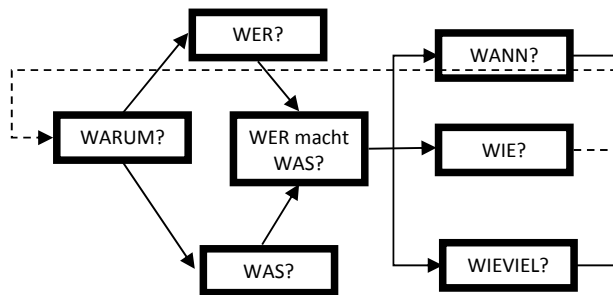 WER?
WANN?
WARUM?
WER macht
WAS?
WIE?
WAS?
WIEVIEL?